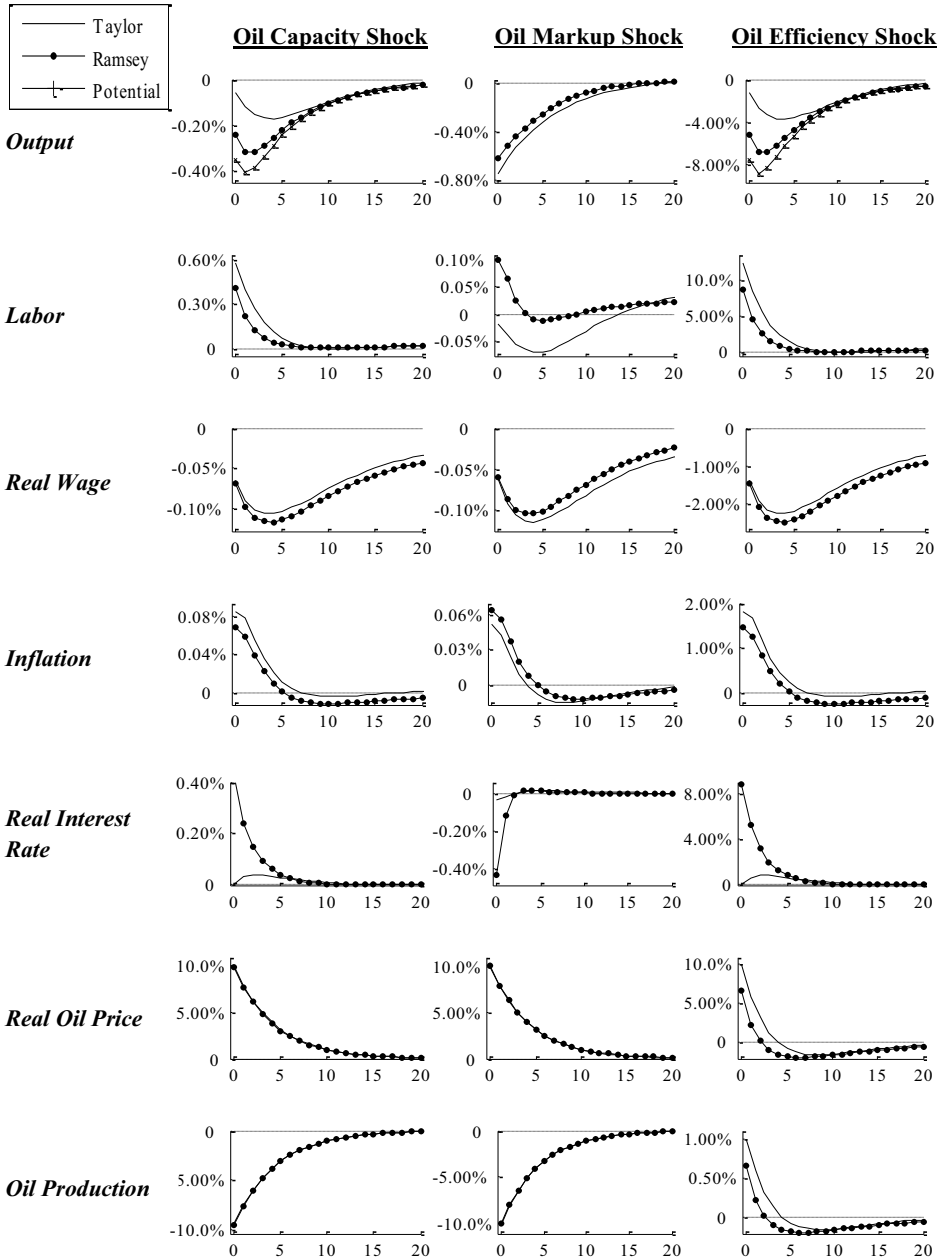 Taylor
Ramsey
Potential
Oil Capacity Shock
Oil Markup Shock
Oil Efficiency Shock
Output
0
-0.20%
-0.40%
0 5 10 15 20
0
-0.40%
-0.80%
0 5 10 15 20
0
-4.00%
-8.00%
0 5 10 15 20
Labor
0.60%
0.30%
0
0 5 10 15 20
0.10%
0.05%
0
-0.05%
0 5 10 15 20
10.0%
5.00%
0
0 5 10 15 20
Real Wage
0
-0.05%
-0.10%
0 5 10 15 20
0
-0.05%
-0.10%
0 5 10 15 20
0
-1.00%
-2.00%
0 5 10 15 20
Inflation
0.08%
0.04%
0
0 5 10 15 20
0.06%
0.03%
0
0 5 10 15 20
2.00%
1.00%
0
0 5 10 15 20
Real Interest
Rate
0.40%
0.20%
0
0 5 10 15 20
0
-0.20%
-0.40%
0 5 10 15 20
8.00%
4.00%
0
0 5 10 15 20
Real Oil Price
10.0%
5.00%
0
0 5 10 15 20
10.0%
5.00%
0
0 5 10 15 20
10.0%
5.00%
0
0 5 10 15 20
Oil Production
0
-5.00%
-10.0%
0 5 10 15 20
0
-5.00%
-10.0%
0 5 10 15 20
1.00%
0.50%
0
0 5 10 15 20